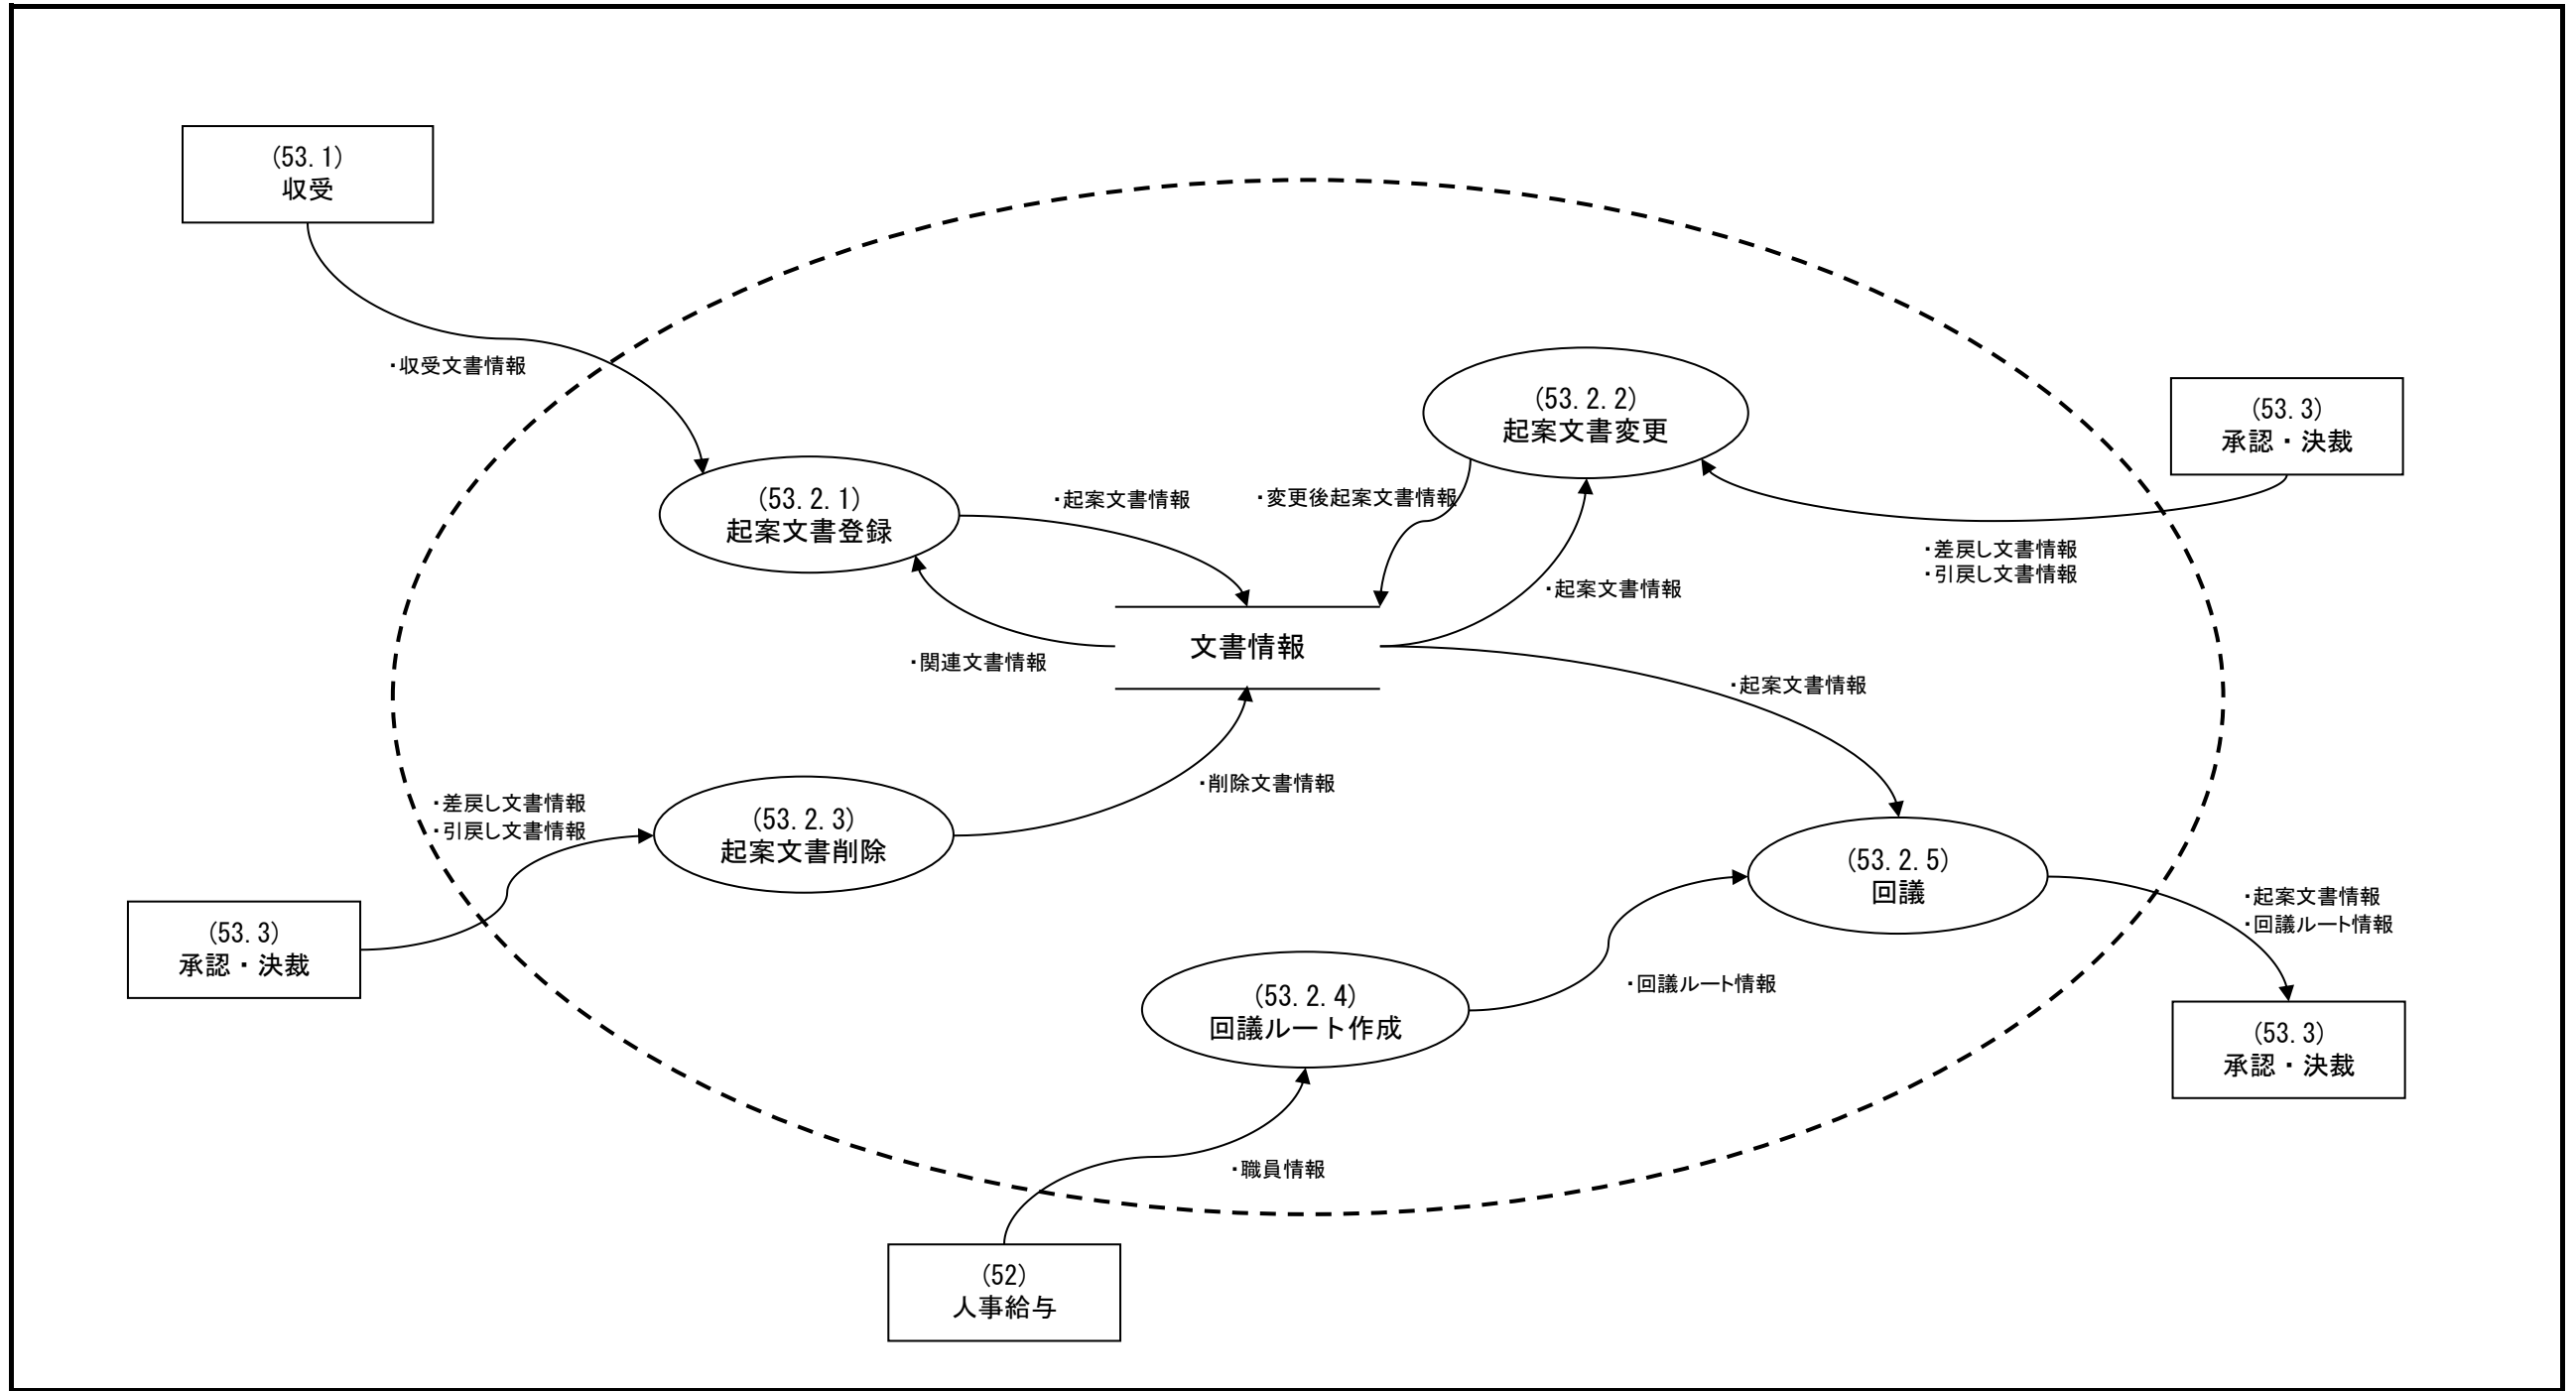 (53.1)
収受
・収受文書情報
(53.2.2)
起案文書変更
(53.3)
承認・決裁
(53.2.1)
起案文書登録
・起案文書情報
・変更後起案文書情報
・差戻し文書情報
・引戻し文書情報
・起案文書情報
文書情報
・関連文書情報
・起案文書情報
・削除文書情報
・差戻し文書情報
・引戻し文書情報
(53.2.3)
起案文書削除
(53.2.5)
回議
・起案文書情報
・回議ルート情報
(53.3)
承認・決裁
・回議ルート情報
(53.2.4)
回議ルート作成
(53.3)
承認・決裁
・職員情報
(52)
人事給与